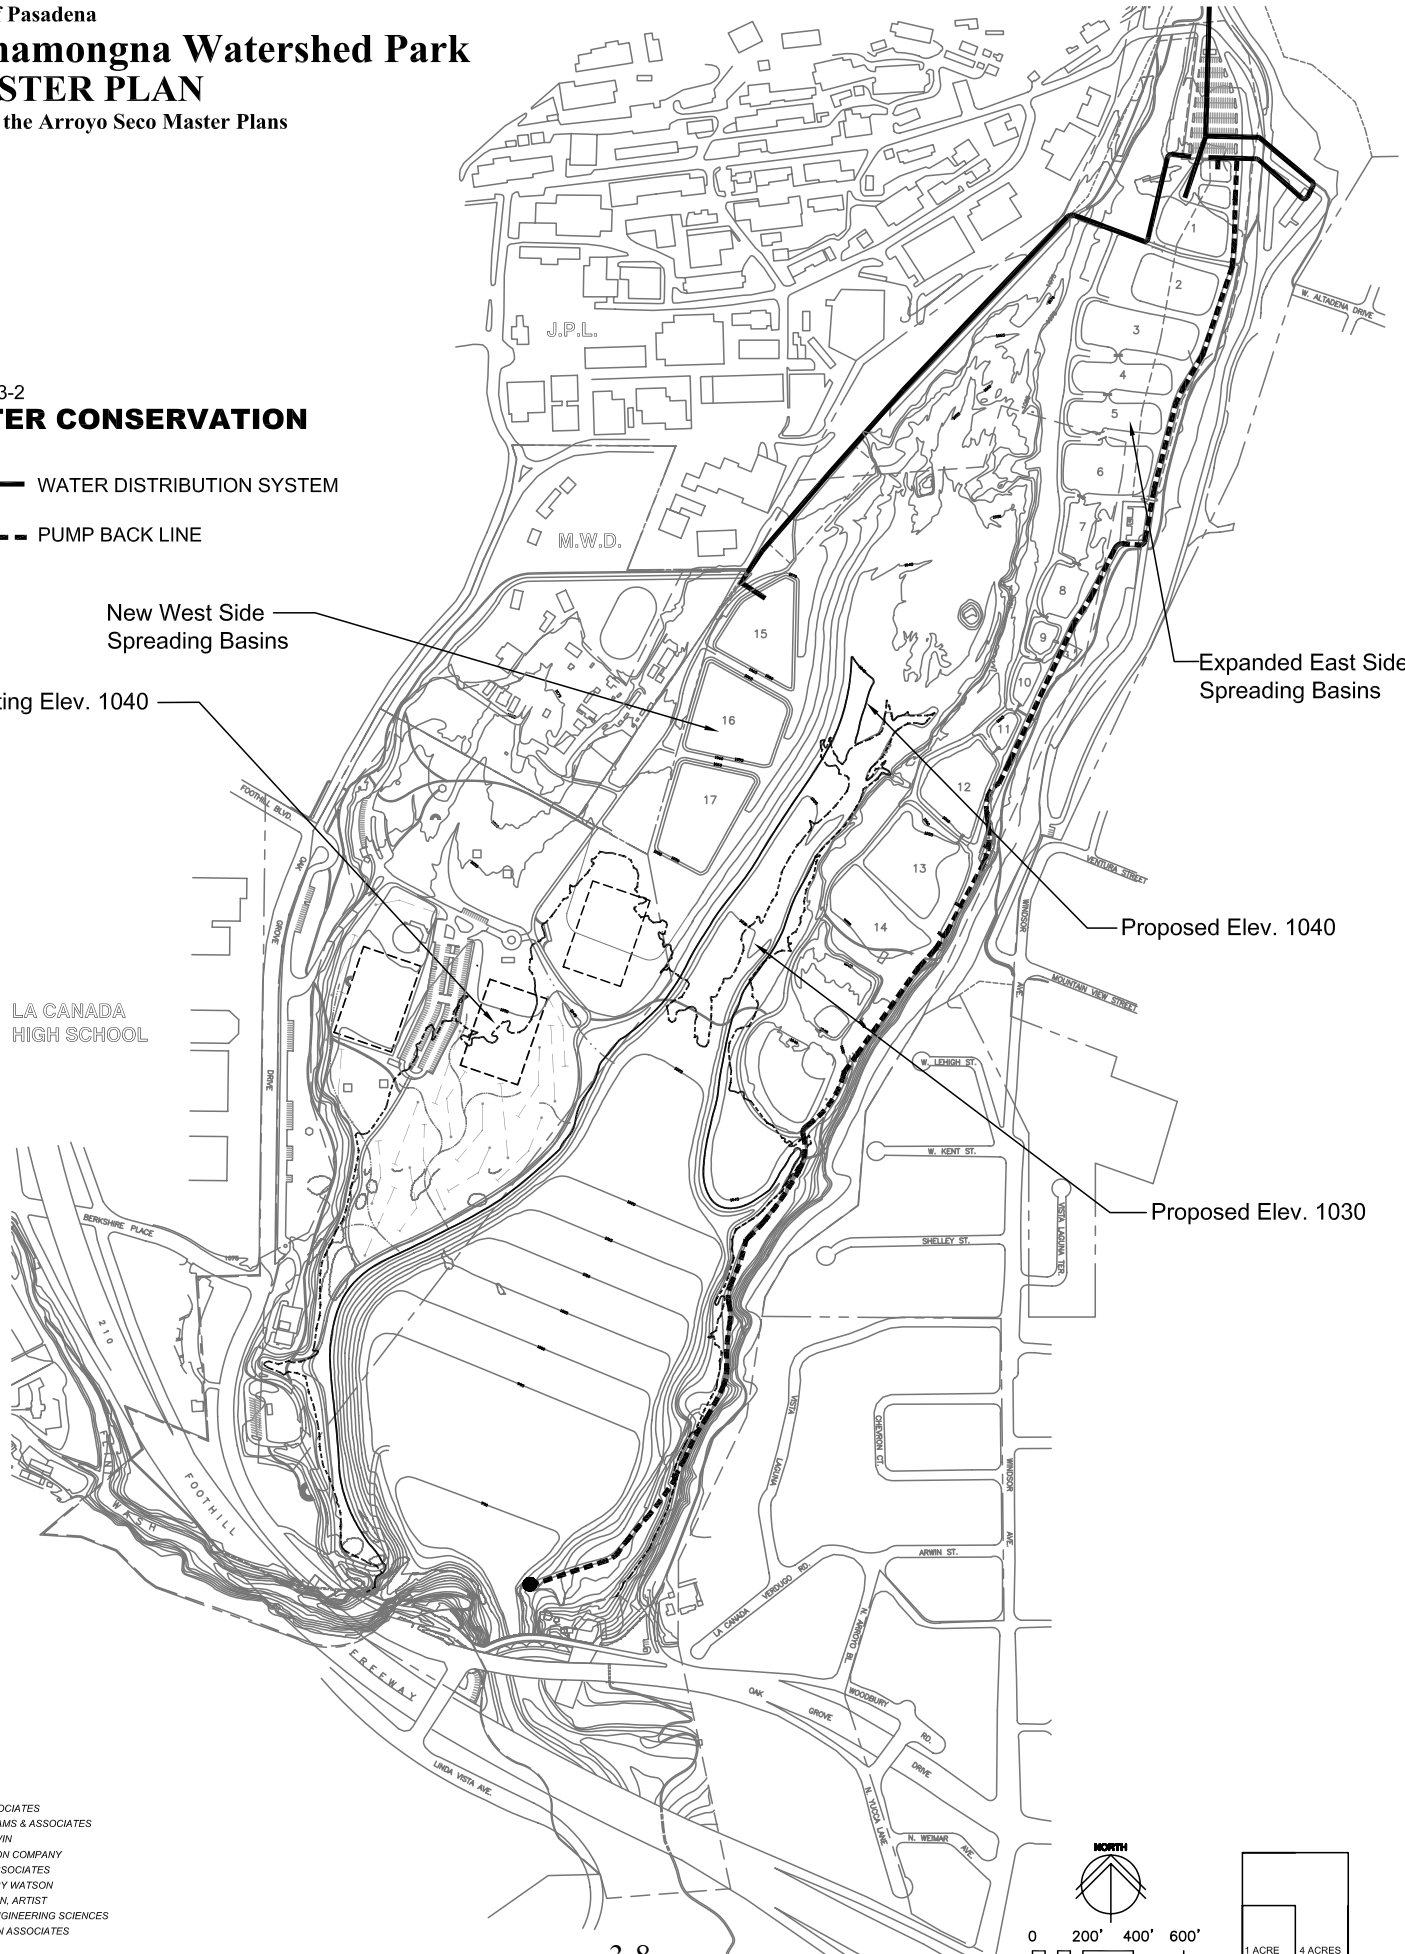 f Pasadena
namongna Watershed Park
STER PLAN
the Arroyo Seco Master Plans
3-2
TER CONSERVATION
WATER DISTRIBUTION SYSTEM
PUMP BACK LINE
J.P.L.
M.W.D.
W. ALTADENA DRIVE
1
2
3
4
5
6
7
8
9
10
11
12
13
14
15
16
17
New West Side
Spreading Basins
ting Elev. 1040
Expanded East Side
Spreading Basins
Proposed Elev. 1040
Proposed Elev. 1030
FOOTHILL BLVD.
OAK
GROVE
DRIVE
LA CANADA
HIGH SCHOOL
VENTURA STREET
WINDSOR
AVE.
MOUNTAIN VIEW STREET
W. LEHIGH ST.
W. KENT ST.
VISTA LAGUNA TER.
SHELLEY ST.
BERKSHIRE PLACE
210
FLINT
WASH
FOOTHILL
FREEWAY
VISTA
LAGUNA
CHEVRON CT.
WINDSOR
AVE.
ARWIN ST.
LA CANADA
VERDUGO RD.
N. ARROYO BL.
WOODBURY
RD.
OAK
GROVE
DRIVE
LINDA VISTA AVE.
N. YUCCA LANE
N. WEIMAR
AVE.
OCIATES
AMS & ASSOCIATES
VIN
ON COMPANY
SSOCIATES
Y WATSON
N, ARTIST
NGINEERING SCIENCES
N ASSOCIATES
NORTH
0 200' 400' 600'
1 ACRE 4 ACRES
3-8